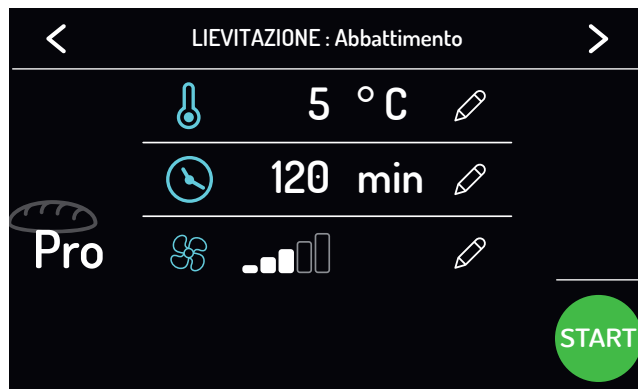 LIEVITAZIONE : Abbattimento
5 °C
120 min
Pro
START